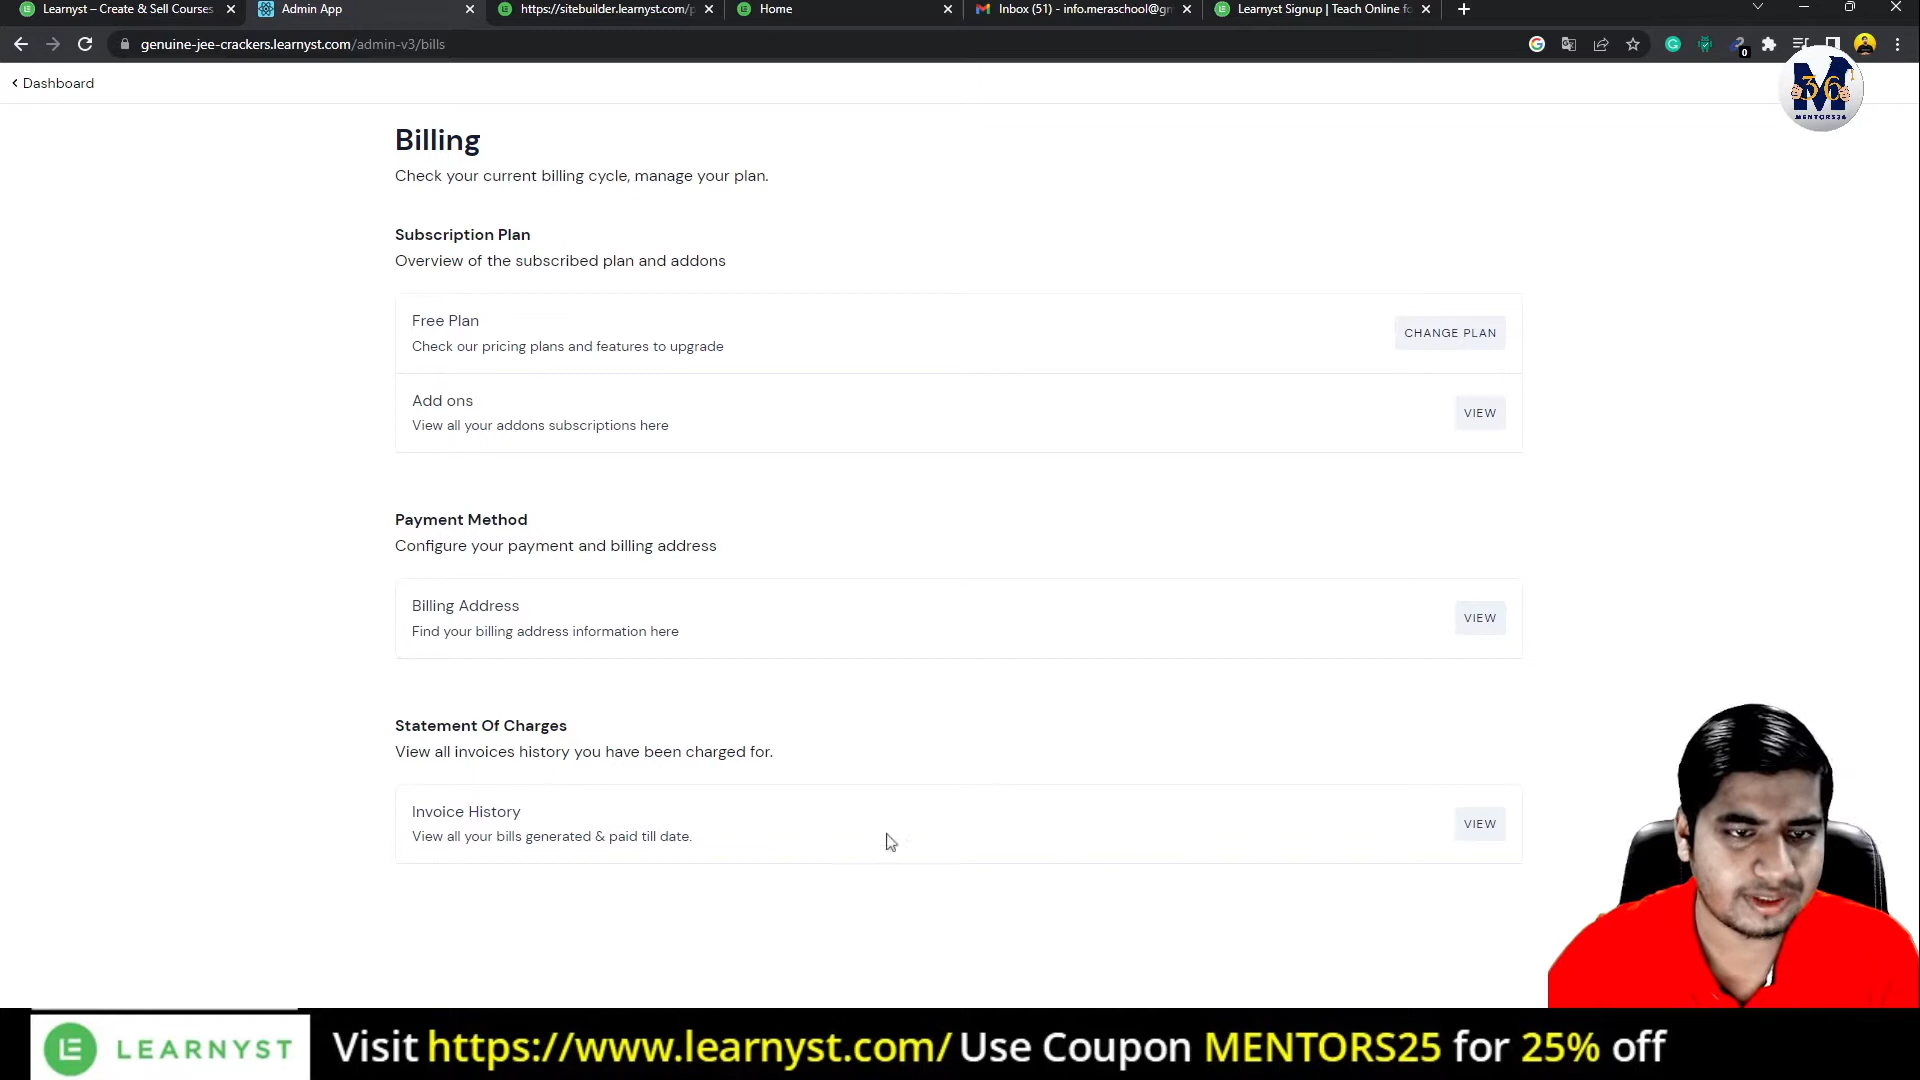 Learnyst – Create & Sell Courses
Admin App
https://sitebuilder.learnyst.com/p
Home
Inbox (51) - info.meraschool@gm
Learnyst Signup | Teach Online fo
genuine-jee-crackers.learnyst.com/admin-v3/bills
0
Dashboard
M 36
MENTORS36
Billing
Check your current billing cycle, manage your plan.
Subscription Plan
Overview of the subscribed plan and addons
Free Plan
Check our pricing plans and features to upgrade
CHANGE PLAN
Add ons
View all your addons subscriptions here
VIEW
Payment Method
Configure your payment and billing address
Billing Address
Find your billing address information here
VIEW
Statement Of Charges
View all invoices history you have been charged for.
Invoice History
View all your bills generated & paid till date.
VIEW
LEARNYST
Visit https://www.learnyst.com/ Use Coupon MENTORS25 for 25% off